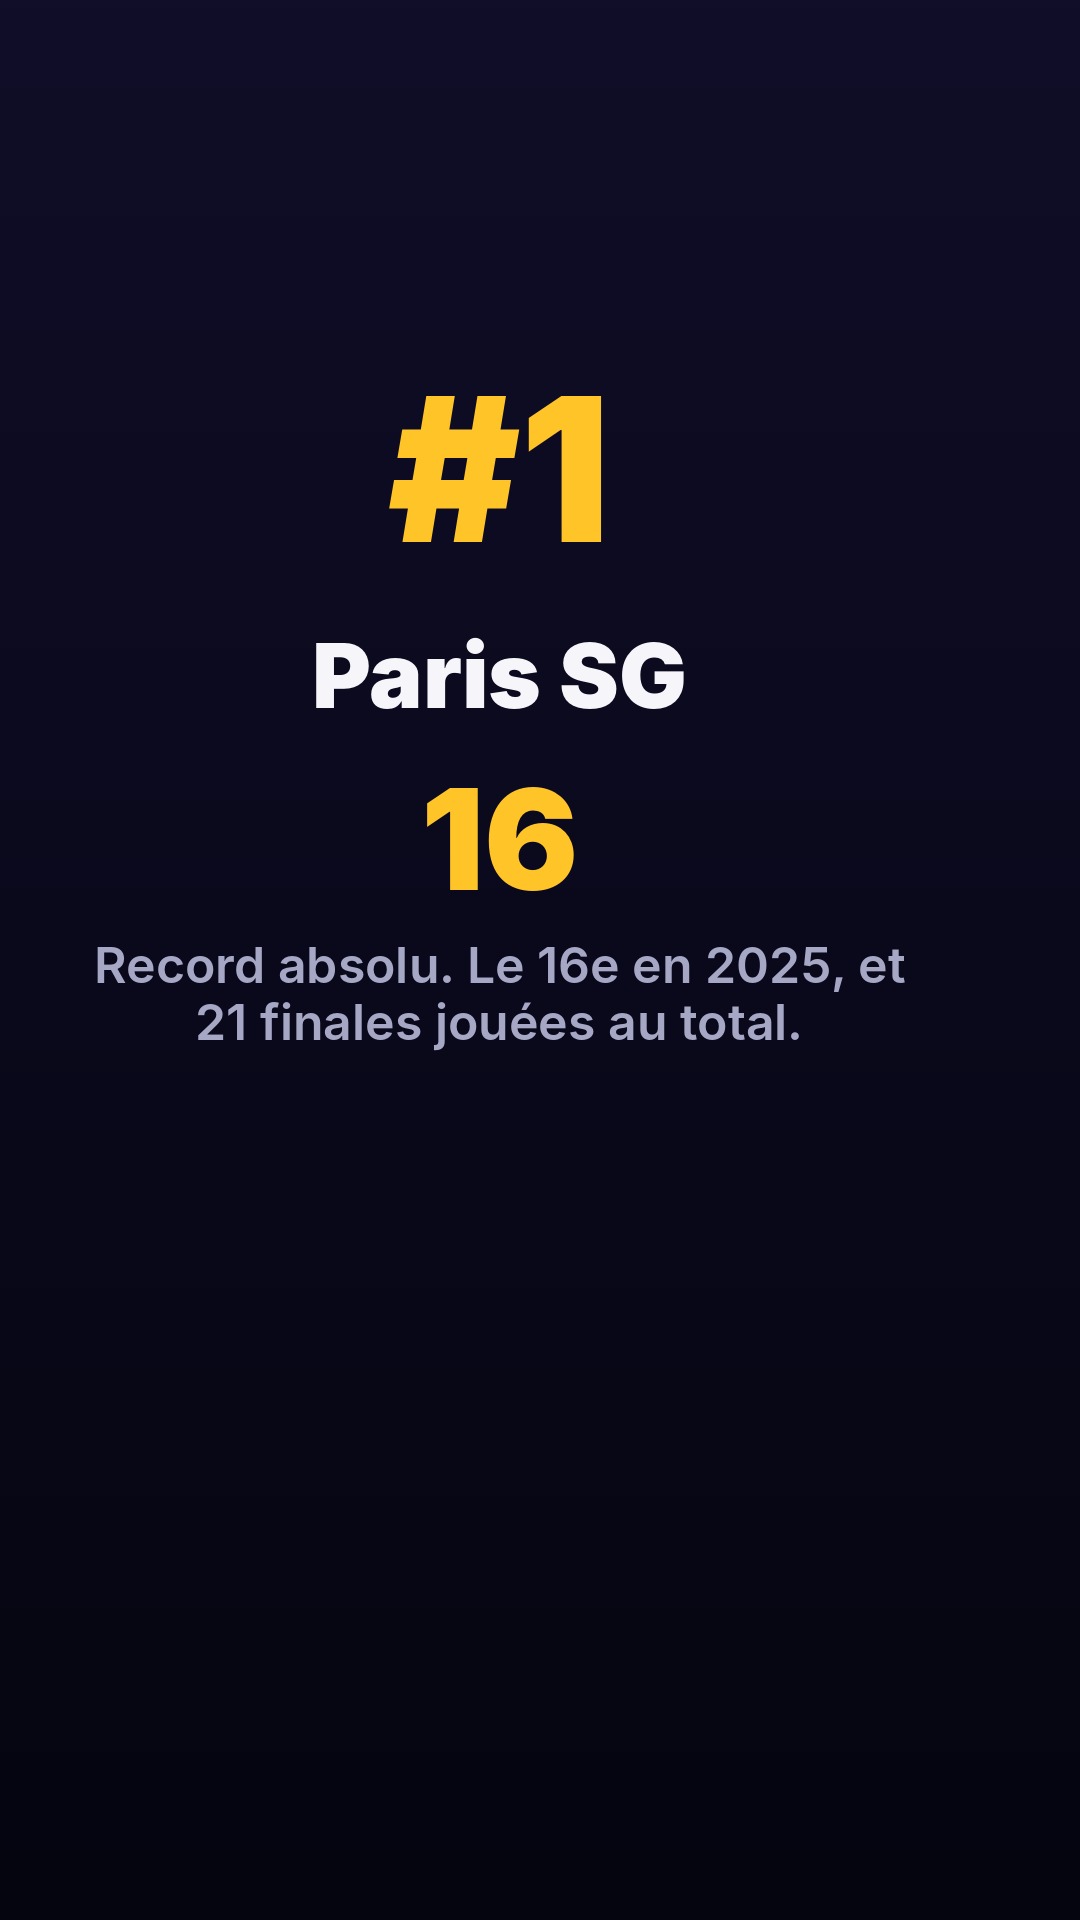 #1
Paris SG
16
Record absolu. Le 16e en 2025, et
21 finales jouées au total.